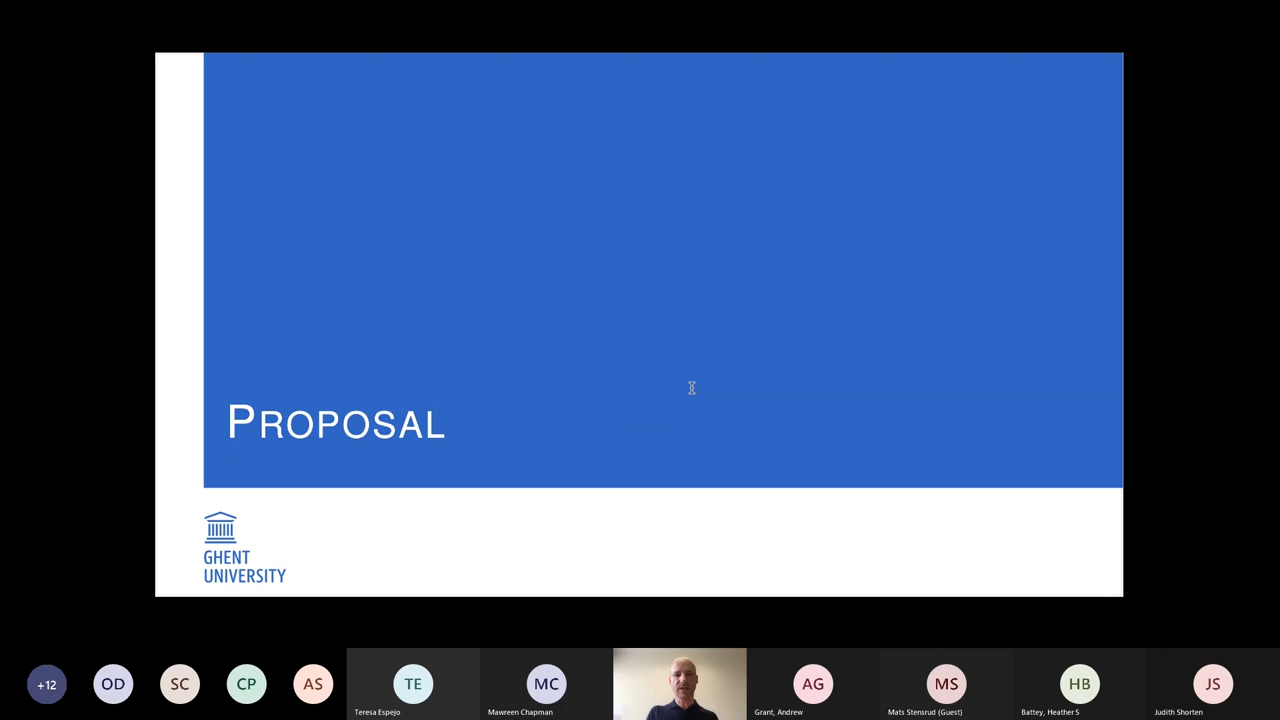 PROPOSAL
GHENT
UNIVERSITY
+12
OD
SC
CP
AS
TE
MC
AG
MS
HB
JS
Teresa Espejo
Mawreen Chapman
Grant, Andrew
Mats Stensrud (Guest)
Battey, Heather S
Judith Shorten